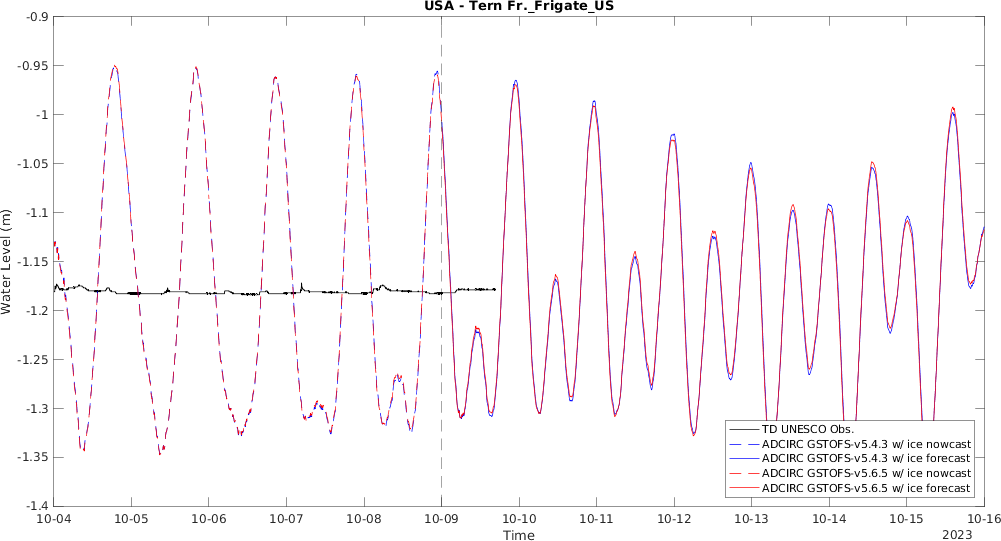 USA - Tern Fr._Frigate_US
Water Level (m)
-0.9
-0.95
-1
-1.05
-1.1
-1.15
-1.2
-1.25
-1.3
-1.35
-1.4
TD UNESCO Obs.
ADCIRC GSTOFS-v5.4.3 w/ ice nowcast
ADCIRC GSTOFS-v5.4.3 w/ ice forecast
ADCIRC GSTOFS-v5.6.5 w/ ice nowcast
ADCIRC GSTOFS-v5.6.5 w/ ice forecast
10-04 10-05 10-06 10-07 10-08 10-09 10-10 10-11 10-12 10-13 10-14 10-15 10-16
Time
2023